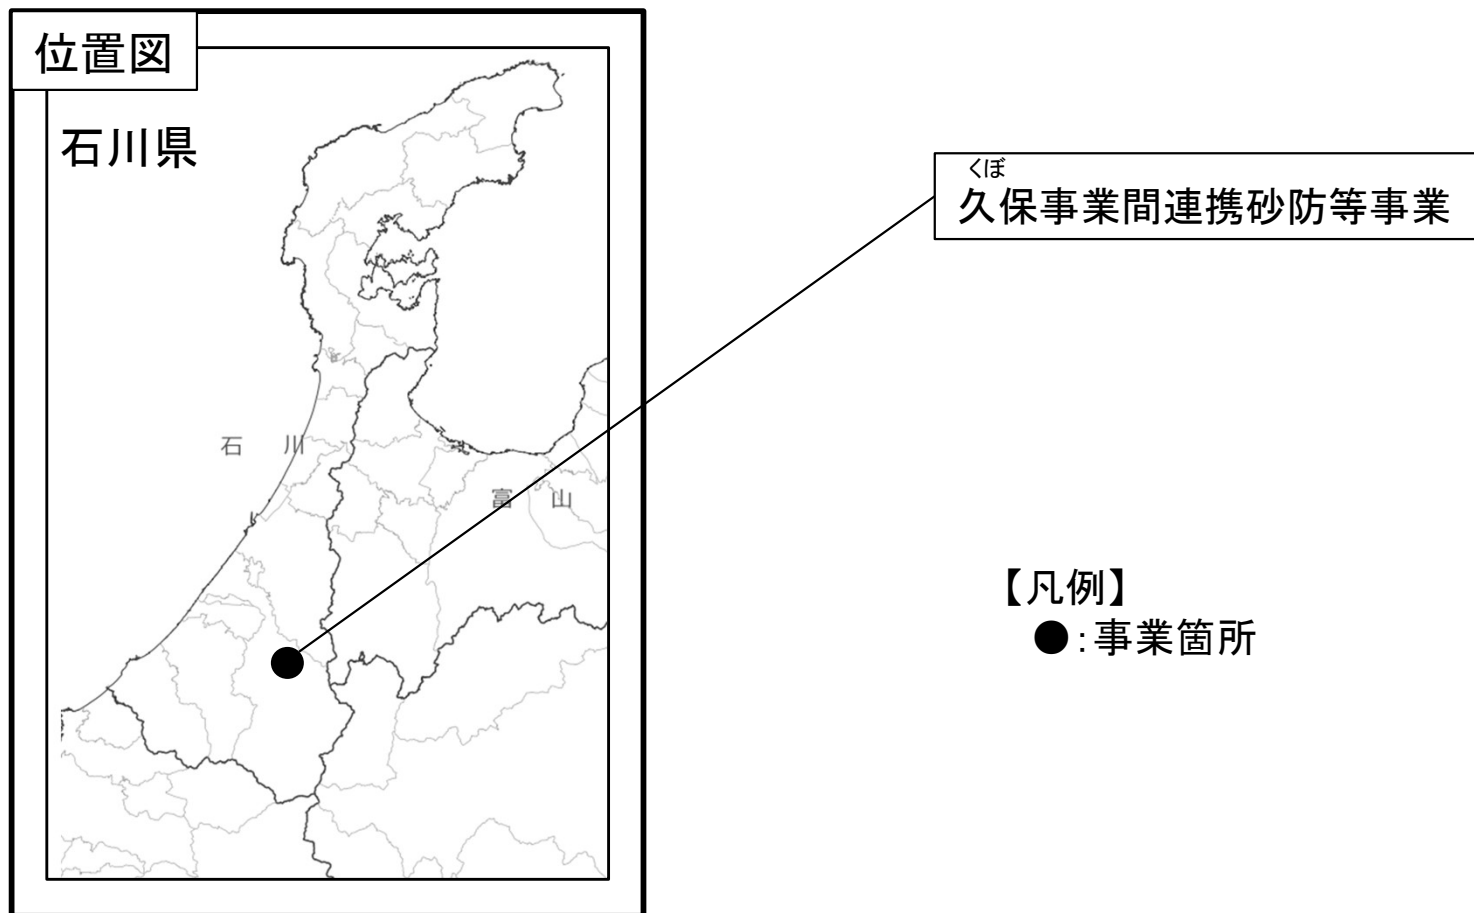 位置図
石川県
くぼ
久保事業間連携砂防等事業
石 川
富 山
【凡例】
●:事業箇所